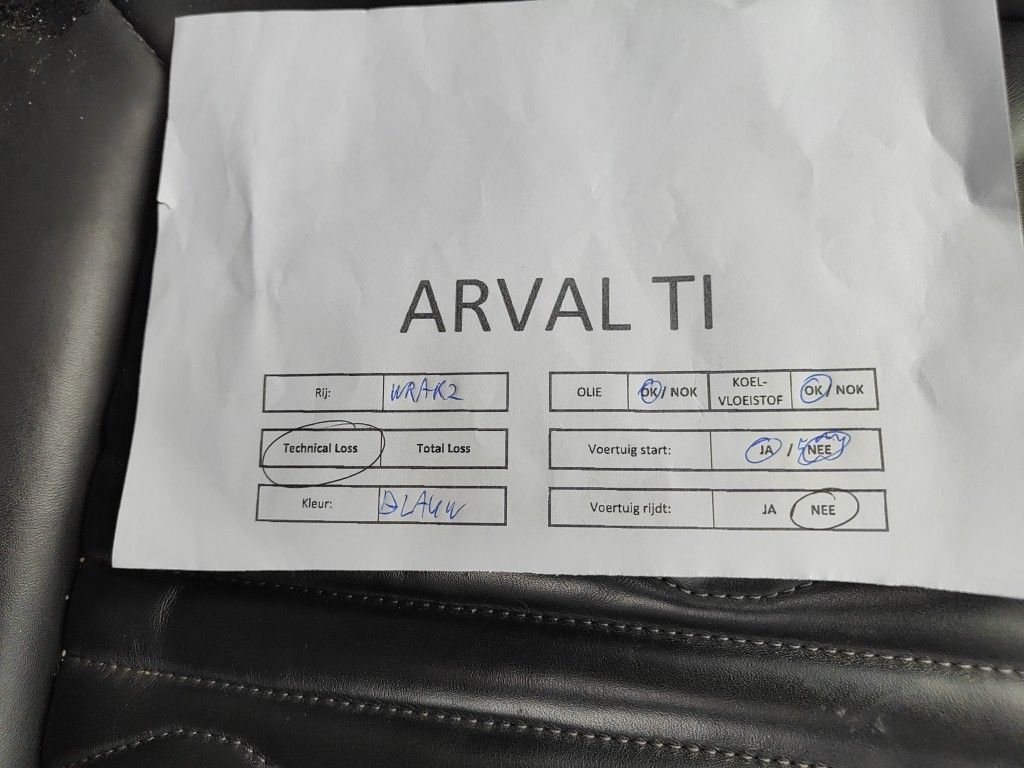 ARVAL TI
Rij: WRAK2
OLIE OK / NOK KOEL-VLOEISTOF OK / NOK
Technical Loss Total Loss
Voertuig start: JA / NEE
Kleur: BLAUW
Voertuig rijdt: JA NEE